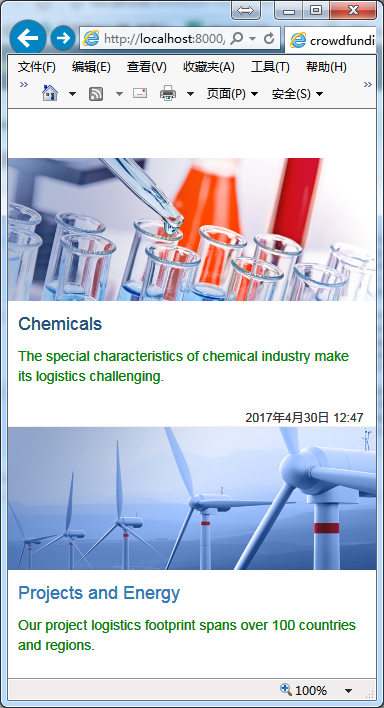 http://localhost:8000/
crowdfundi
文件(F) 编辑(E) 查看(V) 收藏夹(A) 工具(T) 帮助(H)
页面(P) 安全(S)
Chemicals
The special characteristics of chemical industry make
its logistics challenging.
2017年4月30日 12:47
Projects and Energy
Our project logistics footprint spans over 100 countries
and regions.
100%